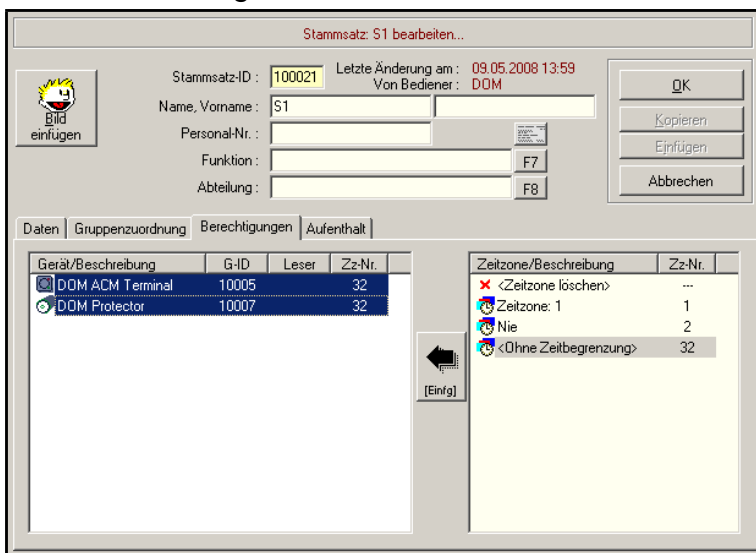 Stammsatz: S1 bearbeiten...
Bild einfügen
Stammsatz-ID : 100021 Letzte Änderung am : 09.05.2008 13:59
Von Bediener : DOM
Name, Vorname : S1
Personal-Nr. :
Funktion : F7
Abteilung : F8
OK
Kopieren
Einfügen
Abbrechen
Daten Gruppenzuordnung Berechtigungen Aufenthalt
Gerät/Beschreibung G-ID Leser Zz-Nr.
DOM ACM Terminal 10005 32
DOM Protector 10007 32
[Einfg]
Zeitzone/Beschreibung Zz-Nr.
<Zeitzone löschen> ---
Zeitzone: 1 1
Nie 2
<Ohne Zeitbegrenzung> 32